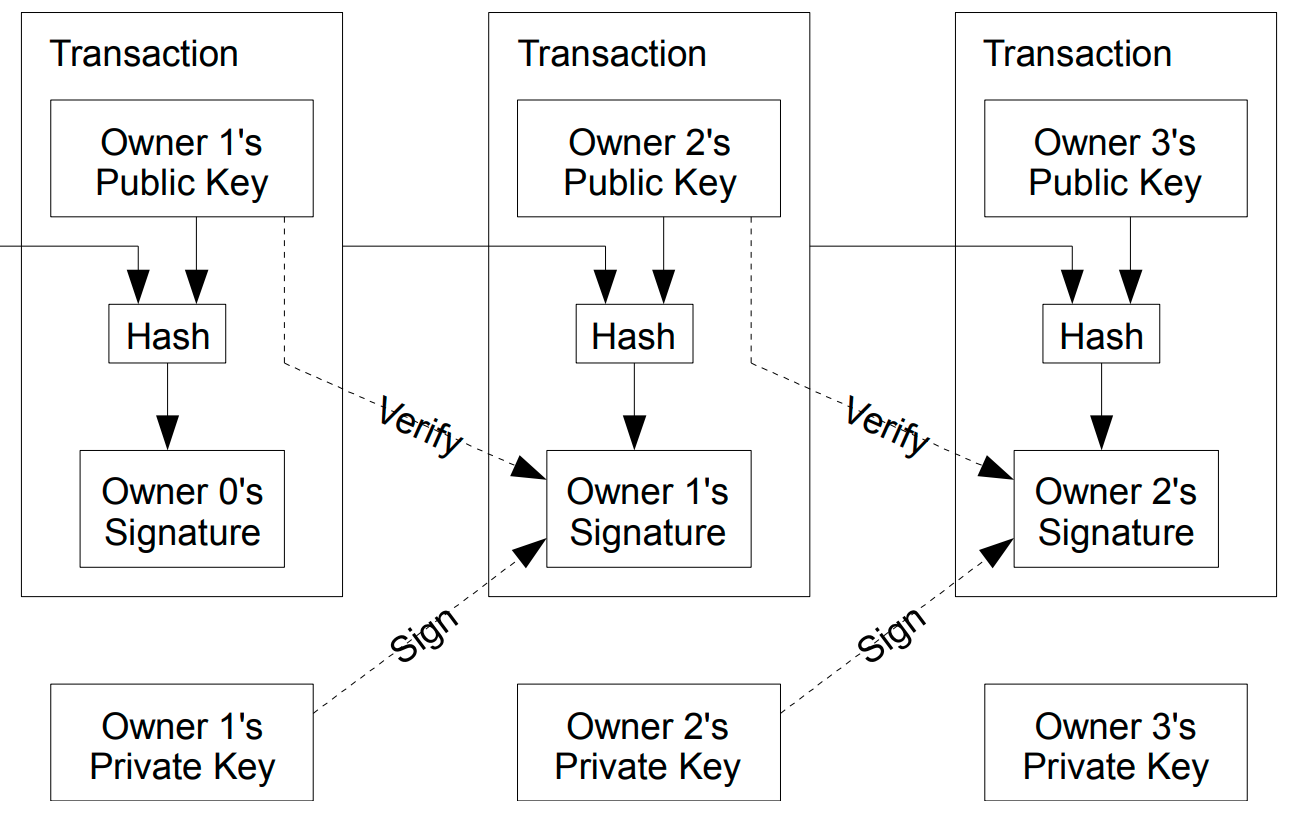 Transaction
Transaction
Transaction
Owner 1's
Public Key
Owner 2's
Public Key
Owner 3's
Public Key
Hash
Hash
Hash
Verify
Verify
Owner 0's
Signature
Owner 1's
Signature
Owner 2's
Signature
Sign
Sign
Owner 1's
Private Key
Owner 2's
Private Key
Owner 3's
Private Key